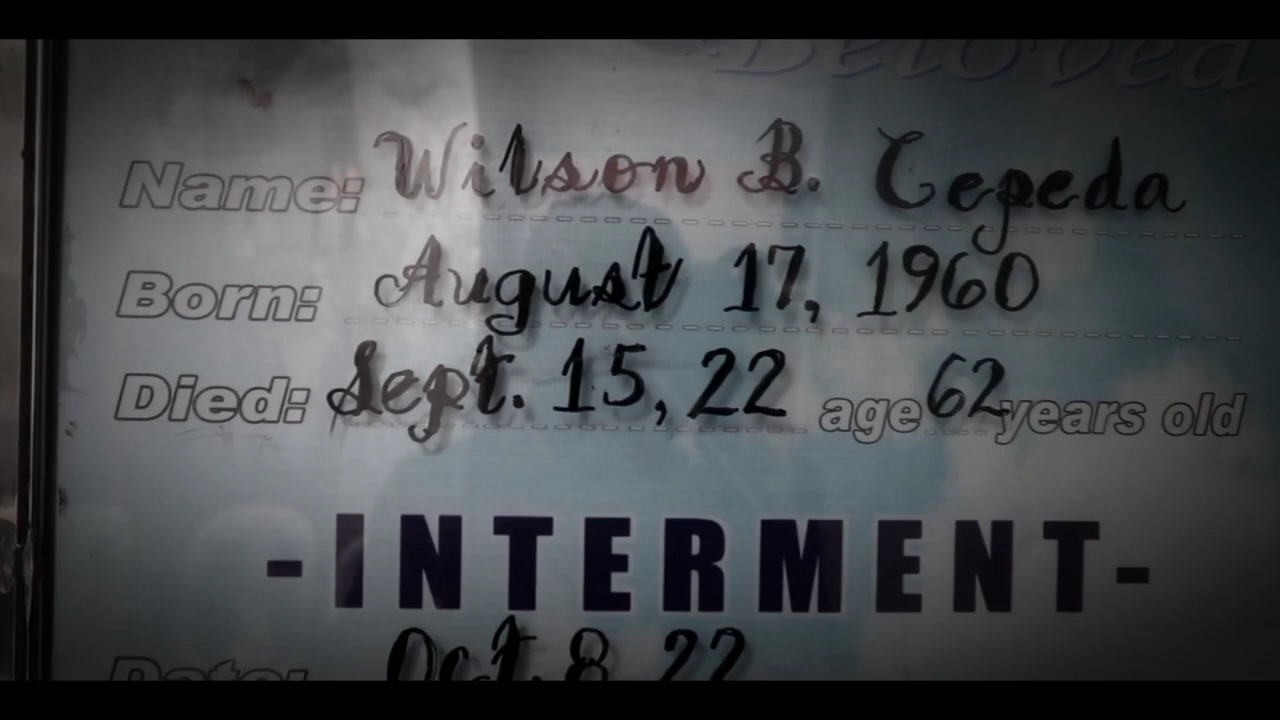 Beloved
Name: Wilson B. Cepeda
Born: August 17, 1960
Died: Sept. 15, 22 age 62 years old
-INTERMENT-
Date: Oct. 8, 22